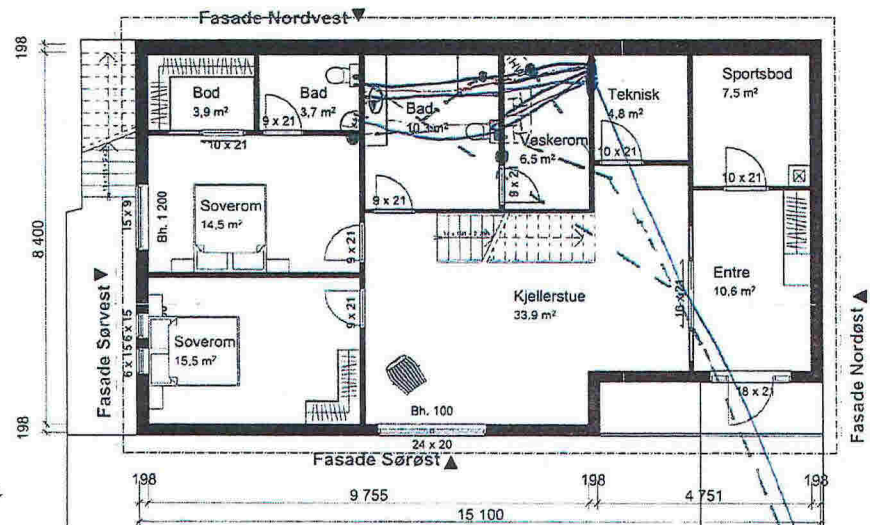 Fasade Nordvest
198
Bod
3,9 m²
Bad
3,7 m²
9 x 21
10 x 21
Bad
10,3 m²
9 x 21
Vaskerom
6,5 m²
9 x 21
Teknisk
4,8 m²
10 x 21
Sportsbod
7,5 m²
10 x 21
15 x 9
Bh. 1 200
Soverom
14,5 m²
9 x 21
8 400
Kjellerstue
33,9 m²
16 x 21
Entre
10,6 m²
Fasade Sørvest
6 x 15
6 x 15
Soverom
15,5 m²
9 x 21
Bh. 100
24 x 20
18 x 21
Fasade Nordøst
198
Fasade Sørøst
198
9 755
198
4 751
198
15 100